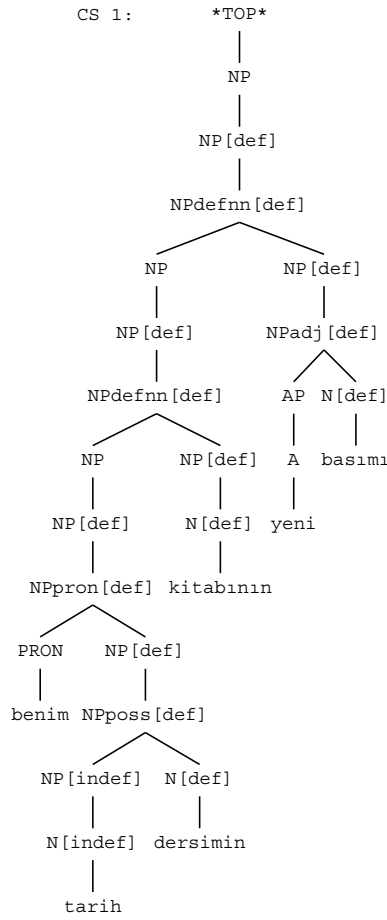 CS 1: *TOP*
NP
NP[def]
NPdefnn[def]
NP NP[def]
NP[def] NPadj[def]
NPdefnn[def] AP N[def]
NP NP[def] A basımı
NP[def] N[def] yeni
NPpron[def] kitabının
PRON NP[def]
benim NPposs[def]
NP[indef] N[def]
N[indef] dersimin
tarih